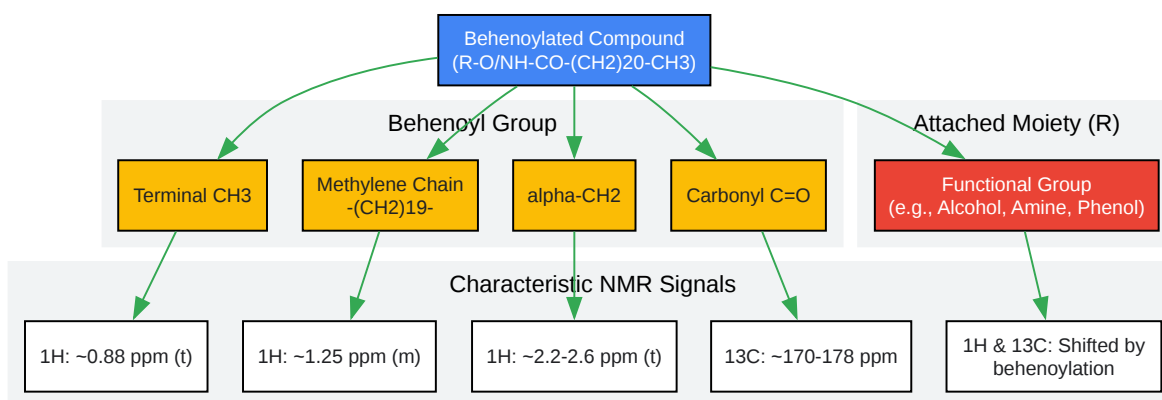 Behenoylated Compound
(R-O/NH-CO-(CH2)20-CH3)
Behenoyl Group
Attached Moiety (R)
Terminal CH3
Methylene Chain
-(CH2)19-
alpha-CH2
Carbonyl C=O
Functional Group
(e.g., Alcohol, Amine, Phenol)
Characteristic NMR Signals
1H: ~0.88 ppm (t)
1H: ~1.25 ppm (m)
1H: ~2.2-2.6 ppm (t)
13C: ~170-178 ppm
1H & 13C: Shifted by
behenoylation